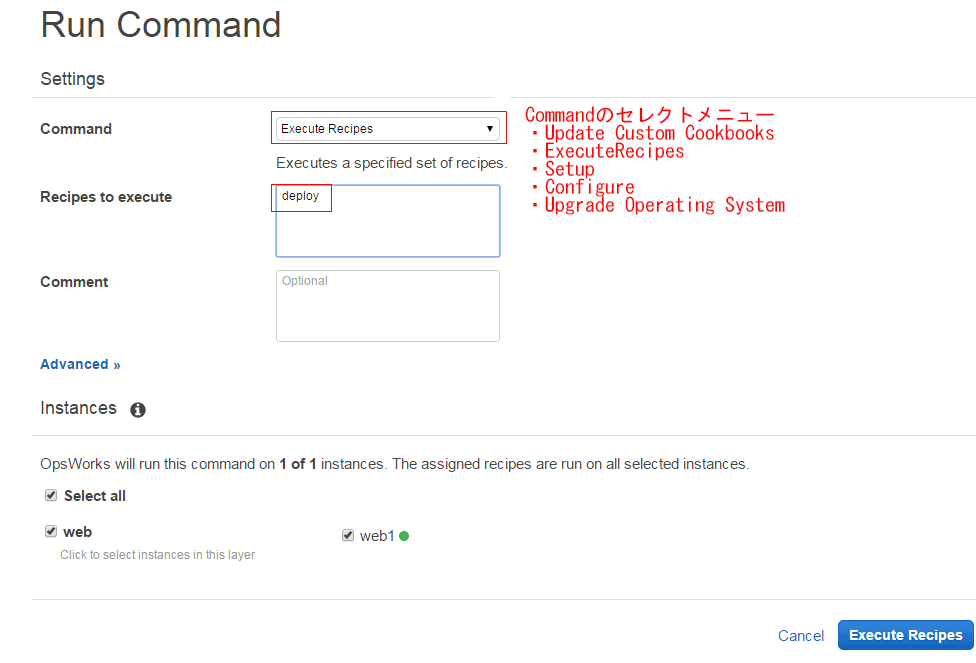 Run Command
Settings
Command
Execute Recipes
Executes a specified set of recipes.
Commandのセレクトメニュー
・Update Custom Cookbooks
・ExecuteRecipes
・Setup
・Configure
・Upgrade Operating System
Recipes to execute
deploy
Comment
Optional
Advanced »
Instances
OpsWorks will run this command on 1 of 1 instances. The assigned recipes are run on all selected instances.
Select all
web
Click to select instances in this layer
web1
Cancel
Execute Recipes